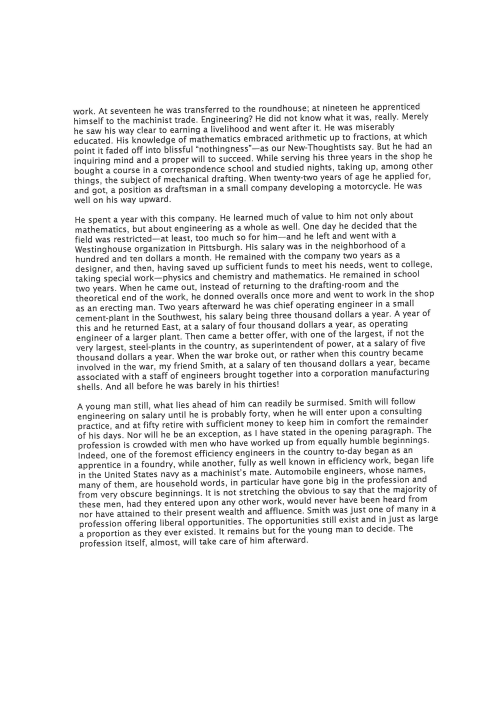 work. At seventeen he was transferred to the roundhouse; at nineteen he apprenticed
himself to the machinist trade. Engineering? He did not know what it was, really. Merely
he saw his way clear to earning a livelihood and went after it. He was miserably
educated. His knowledge of mathematics embraced arithmetic up to fractions, at which
point it faded off into blissful "nothingness"—as our New-Thoughtists say. But he had an
inquiring mind and a proper will to succeed. While serving his three years in the shop he
bought a course in a correspondence school and studied nights, taking up, among other
things, the subject of mechanical drafting. When twenty-two years of age he applied for,
and got, a position as draftsman in a small company developing a motorcycle. He was
well on his way upward.
He spent a year with this company. He learned much of value to him not only about
mathematics, but about engineering as a whole as well. One day he decided that the
field was restricted—at least, too much so for him—and he left and went with a
Westinghouse organization in Pittsburgh. His salary was in the neighborhood of a
hundred and ten dollars a month. He remained with the company two years as a
designer, and then, having saved up sufficient funds to meet his needs, went to college,
taking special work—physics and chemistry and mathematics. He remained in school
two years. When he came out, instead of returning to the drafting-room and the
theoretical end of the work, he donned overalls once more and went to work in the shop
as an erecting man. Two years afterward he was chief operating engineer in a small
cement-plant in the Southwest, his salary being three thousand dollars a year. A year of
this and he returned East, at a salary of four thousand dollars a year, as operating
engineer of a larger plant. Then came a better offer, with one of the largest, if not the
very largest, steel-plants in the country, as superintendent of power, at a salary of five
thousand dollars a year. When the war broke out, or rather when this country became
involved in the war, my friend Smith, at a salary of ten thousand dollars a year, became
associated with a staff of engineers brought together into a corporation manufacturing
shells. And all before he was barely in his thirties!
A young man still, what lies ahead of him can readily be surmised. Smith will follow
engineering on salary until he is probably forty, when he will enter upon a consulting
practice, and at fifty retire with sufficient money to keep him in comfort the remainder
of his days. Nor will he be an exception, as I have stated in the opening paragraph. The
profession is crowded with men who have worked up from equally humble beginnings.
Indeed, one of the foremost efficiency engineers in the country to-day began as an
apprentice in a foundry, while another, fully as well known in efficiency work, began life
in the United States navy as a machinist's mate. Automobile engineers, whose names,
many of them, are household words, in particular have gone big in the profession and
from very obscure beginnings. It is not stretching the obvious to say that the majority of
these men, had they entered upon any other work, would never have been heard from
nor have attained to their present wealth and affluence. Smith was just one of many in a
profession offering liberal opportunities. The opportunities still exist and in just as large
a proportion as they ever existed. It remains but for the young man to decide. The
profession itself, almost, will take care of him afterward.